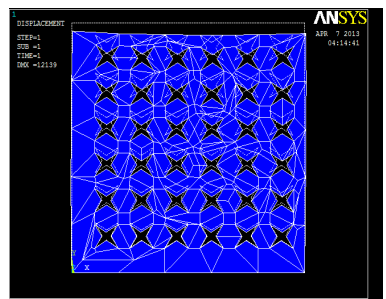 1
DISPLACEMENT
STEP=1
SUB =1
TIME=1
DMX =12139
ANSYS
APR 7 2013
04:14:41
Y
X